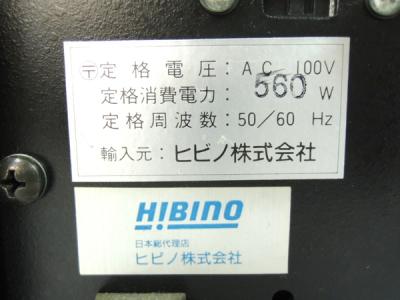 〒定格電圧：AC 100V
定格消費電力：560 W
定格周波数：50／60 Hz
輸入元：ヒビノ株式会社
HIBINO
日本総代理店
ヒビノ株式会社